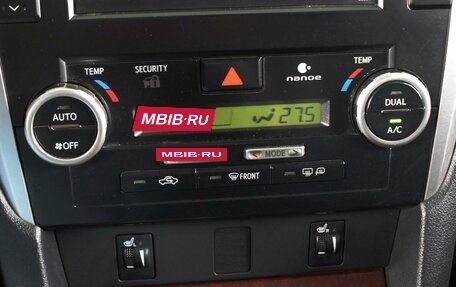 TEMP
SECURITY
nanoe
TEMP
AUTO
OFF
MBIB.RU
27.5
DUAL
A/C
MBIB.RU
MODE
FRONT